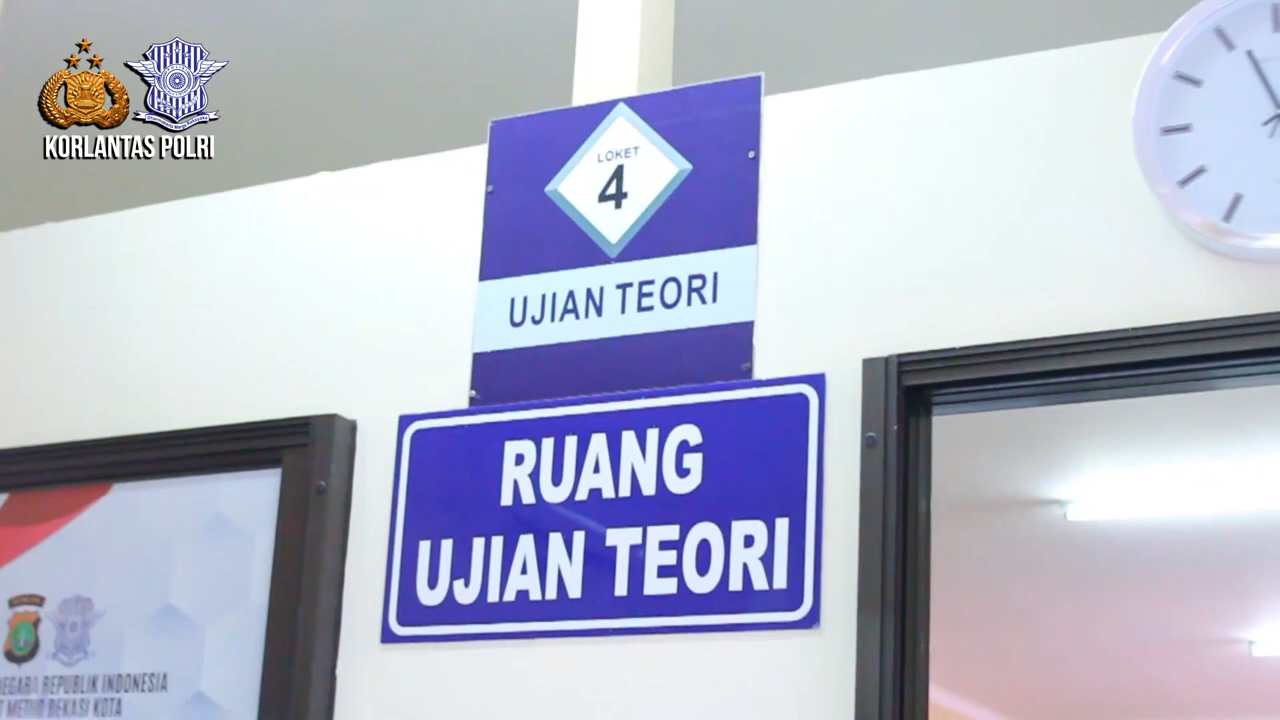 KORLANTAS POLRI
LOKET
4
UJIAN TEORI
RUANG
UJIAN TEORI
NEGARA REPUBLIK INDONESIA
METRO BEKASI KOTA